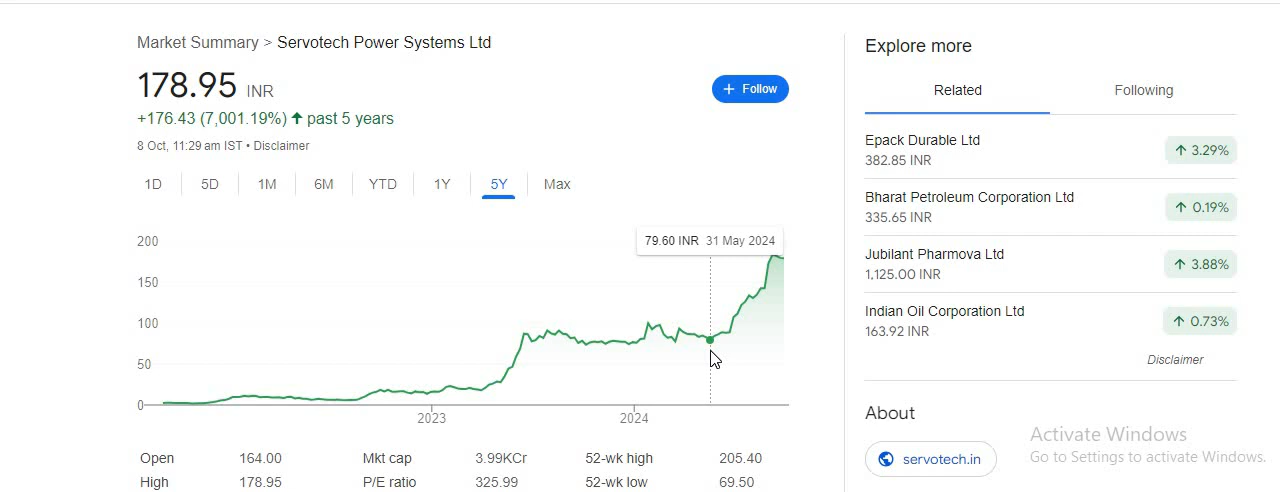 Market Summary > Servotech Power Systems Ltd
178.95 INR
+ Follow
+176.43 (7,001.19%) ↑ past 5 years
8 Oct, 11:29 am IST • Disclaimer
1D 5D 1M 6M YTD 1Y 5Y Max
79.60 INR 31 May 2024
200
150
100
50
0
2023 2024
Open 164.00 Mkt cap 3.99KCr 52-wk high 205.40
High 178.95 P/E ratio 325.99 52-wk low 69.50
Explore more
Related Following
Epack Durable Ltd
382.85 INR
↑ 3.29%
Bharat Petroleum Corporation Ltd
335.65 INR
↑ 0.19%
Jubilant Pharmova Ltd
1,125.00 INR
↑ 3.88%
Indian Oil Corporation Ltd
163.92 INR
↑ 0.73%
Disclaimer
About
servotech.in
Activate Windows
Go to Settings to activate Windows.